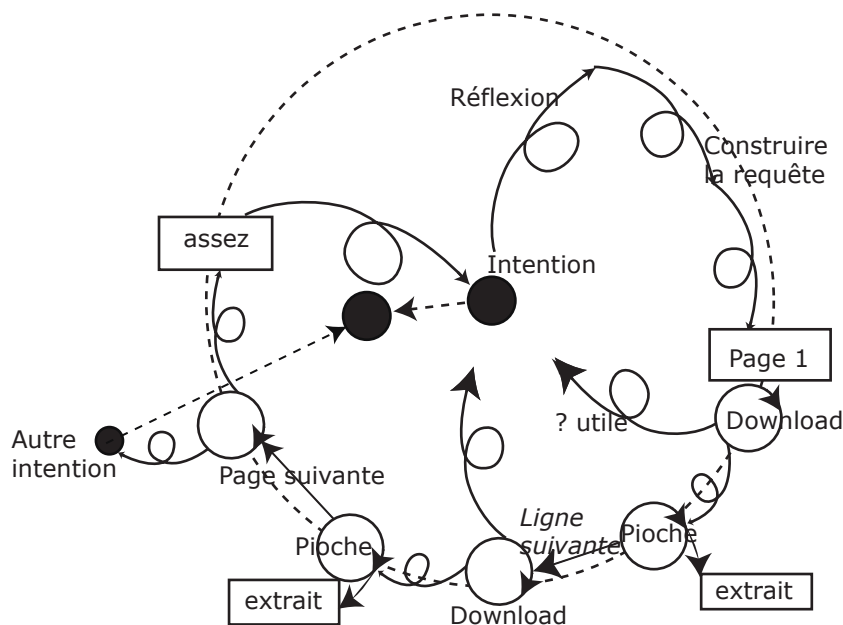 Réflexion
Construire
la requête
assez
Intention
Page 1
Download
? utile
Autre
intention
Page suivante
Ligne
suivante
Pioche
Pioche
extrait
extrait
Download